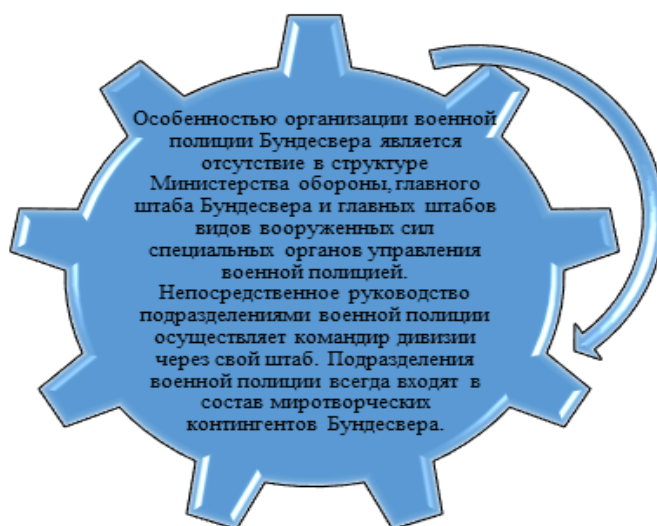 Особенностью организации военной
полиции Бундесвера является
отсутствие в структуре
Министерства обороны, главного
штаба Бундесвера и главных штабов
видов вооруженных сил
специальных органов управления
военной полицией.
Непосредственное руководство
подразделениями военной полиции
осуществляет командир дивизии
через свой штаб. Подразделения
военной полиции всегда входят в
состав миротворческих
контингентов Бундесвера.